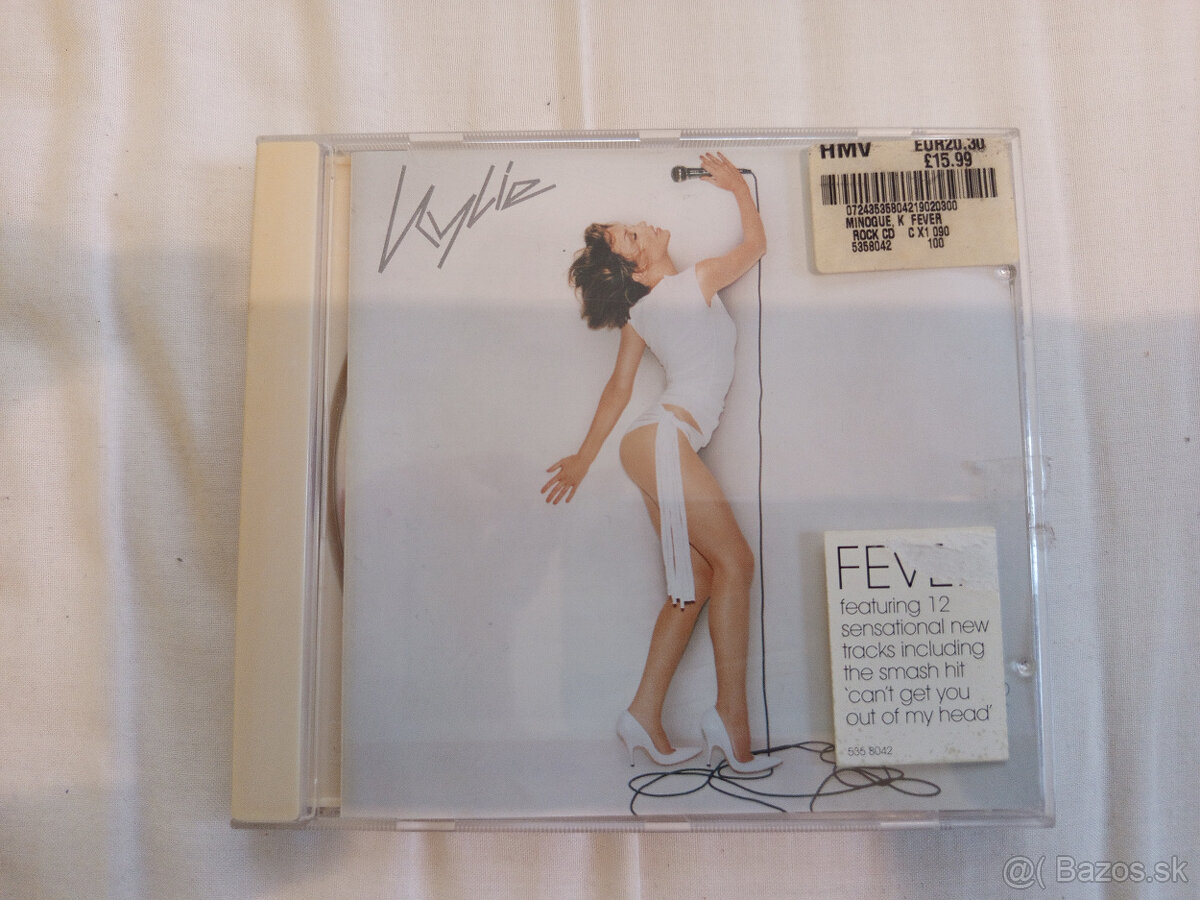 Kylie
HMV EUR20.30
£15.99
07243535804219020300
MINOGUE, K FEVER
ROCK CD C X1 090
5358042 100
FEVE
featuring 12
sensational new
tracks including
the smash hit
'can't get you
out of my head'
535 8042
@( Bazos.sk